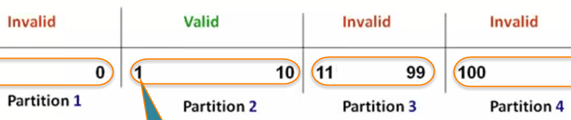 Invalid Valid Invalid Invalid
0 1 10 11 99 100
Partition 1 Partition 2 Partition 3 Partition 4